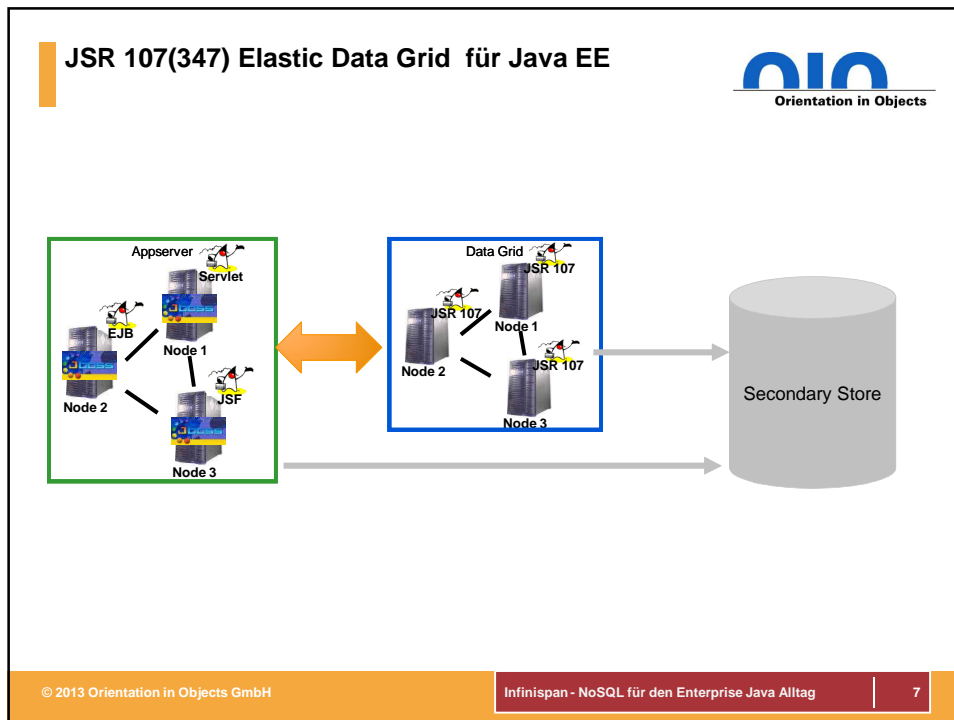 JSR 107(347) Elastic Data Grid für Java EE
OIO
Orientation in Objects
Appserver
Servlet
EJB
Node 1
JSF
Node 2
Node 3
Data Grid
JSR 107
JSR 107
Node 1
JSR 107
Node 2
Node 3
Secondary Store
© 2013 Orientation in Objects GmbH
Infinispan - NoSQL für den Enterprise Java Alltag
7